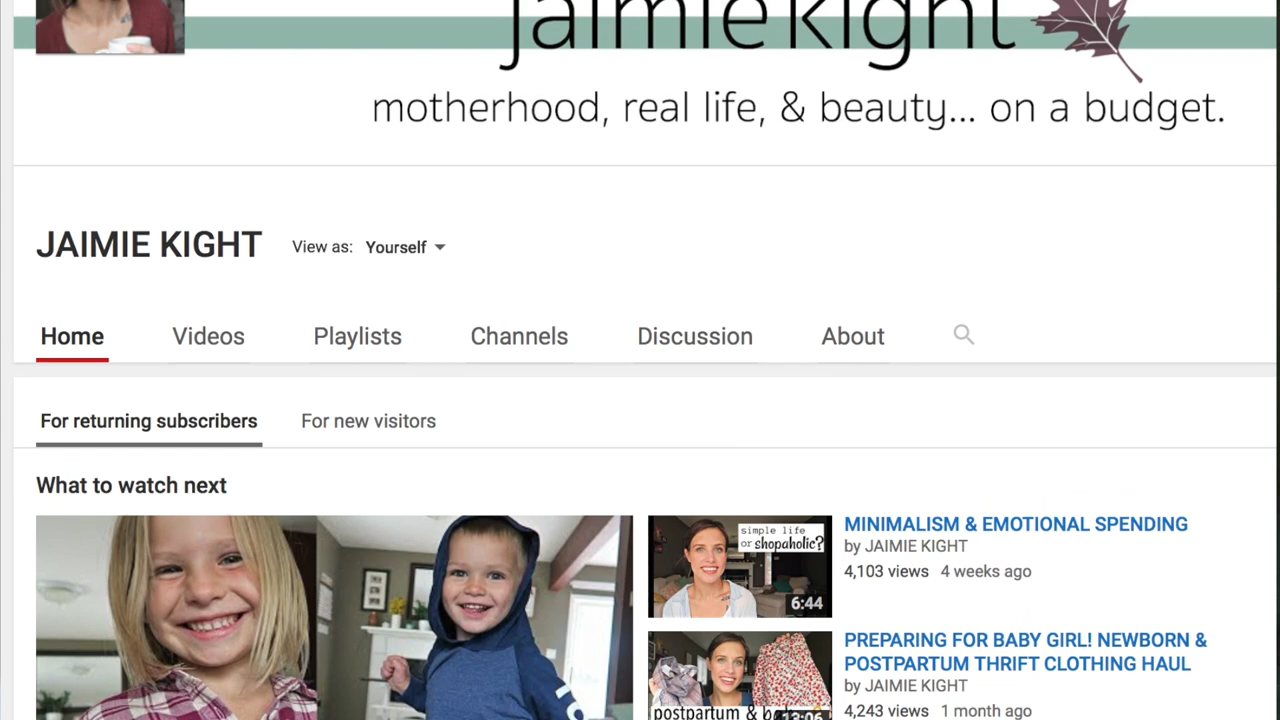 jaimie kight
motherhood, real life, & beauty... on a budget.
JAIMIE KIGHT
View as: Yourself
Home Videos Playlists Channels Discussion About
For returning subscribers For new visitors
What to watch next
simple life
or shopaholic?
6:44
MINIMALISM & EMOTIONAL SPENDING
by JAIMIE KIGHT
4,103 views 4 weeks ago
postpartum &
13:06
PREPARING FOR BABY GIRL! NEWBORN &
POSTPARTUM THRIFT CLOTHING HAUL
by JAIMIE KIGHT
4,243 views 1 month ago